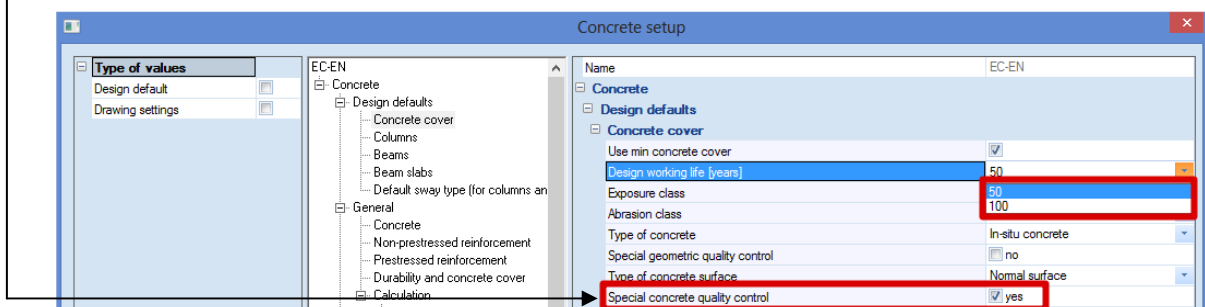 Concrete setup
Type of values
Design default
Drawing settings
EC-EN
Concrete
Design defaults
Concrete cover
Columns
Beams
Beam slabs
Default sway type (for columns an
General
Concrete
Non-prestressed reinforcement
Prestressed reinforcement
Durability and concrete cover
Calculation
Name EC-EN
Concrete
Design defaults
Concrete cover
Use min concrete cover
Design working life [years] 50
Exposure class 50
Abrasion class 100
Type of concrete In-situ concrete
Special geometric quality control no
Type of concrete surface Normal surface
Special concrete quality control yes